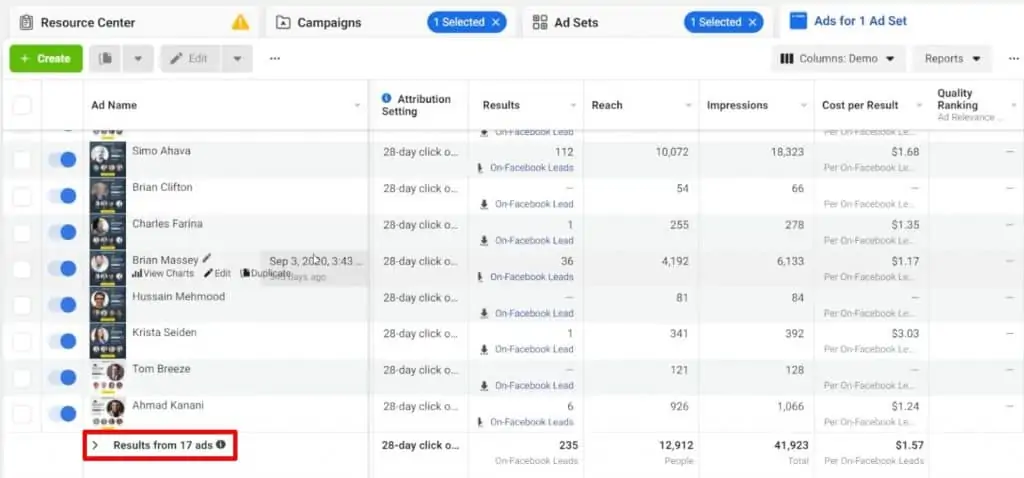 Resource Center
Campaigns
1 Selected ×
Ad Sets
1 Selected ×
Ads for 1 Ad Set
+ Create
Edit
...
Columns: Demo
Reports
...
Ad Name
Attribution Setting
Results
Reach
Impressions
Cost per Result
Quality Ranking
Ad Relevance ...
On-Facebook Lead
Per On-Facebook Le...
Simo Ahava 28-day click o... 112 10,072 18,323 $1.68 —
On-Facebook Leads Per On-Facebook Le...
Brian Clifton 28-day click o... — 54 66 — —
On-Facebook Lead Per On-Facebook Le...
Charles Farina 28-day click o... 1 255 278 $1.35 —
On-Facebook Lead Per On-Facebook Le...
Brian Massey Sep 3, 2020, 3:43 ... 28-day click o... 36 4,192 6,133 $1.17 —
View Charts Edit Duplicate days ago On-Facebook Leads Per On-Facebook Le...
Hussain Mehmood 28-day click o... — 81 84 — —
On-Facebook Lead Per On-Facebook Le...
Krista Seiden 28-day click o... 1 341 392 $3.03 —
On-Facebook Lead Per On-Facebook Le...
Tom Breeze 28-day click o... — 121 128 — —
On-Facebook Lead Per On-Facebook Le...
Ahmad Kanani 28-day click o... 6 926 1,066 $1.24 —
On-Facebook Leads Per On-Facebook Le...
Results from 17 ads 28-day click o... 235 12,912 41,923 $1.57
On-Facebook Leads People Total Per On-Facebook Leads